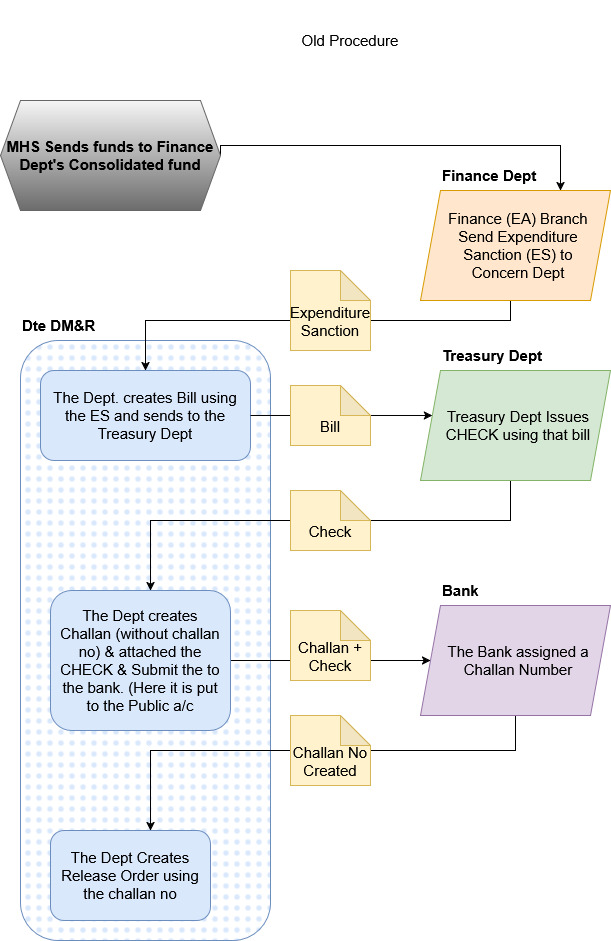 Old Procedure
MHS Sends funds to Finance
Dept's Consolidated fund
Finance Dept
Finance (EA) Branch
Send Expenditure
Sanction (ES) to
Concern Dept
Expenditure
Sanction
Dte DM&R
The Dept. creates Bill using
the ES and sends to the
Treasury Dept
Bill
Treasury Dept
Treasury Dept Issues
CHECK using that bill
Check
The Dept creates
Challan (without challan
no) & attached the
CHECK & Submit the to
the bank. (Here it is put
to the Public a/c
Challan +
Check
Bank
The Bank assigned a
Challan Number
Challan No
Created
The Dept Creates
Release Order using
the challan no